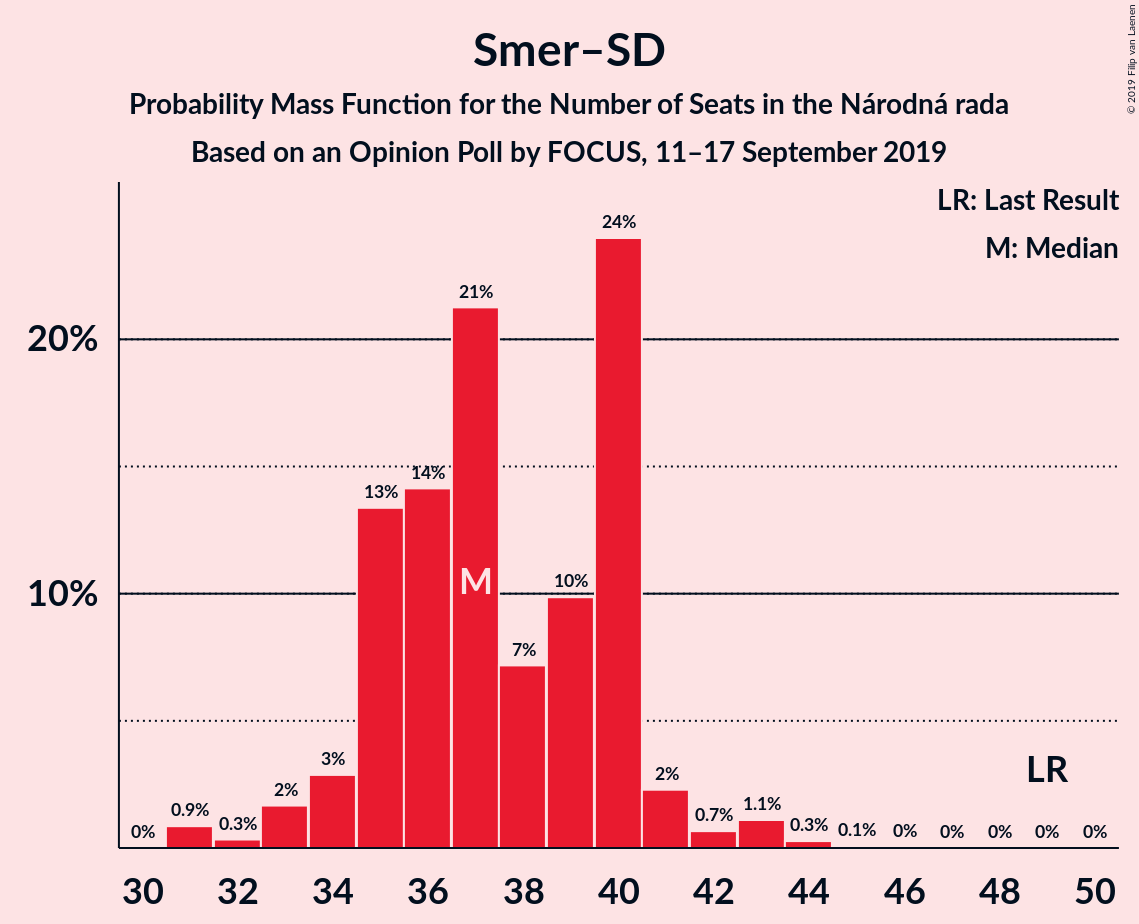 Smer–SD
Probability Mass Function for the Number of Seats in the Národná rada
Based on an Opinion Poll by FOCUS, 11–17 September 2019
© 2019 Filip van Laenen
LR: Last Result
M: Median
20%
10%
0%
0.9%
0.3%
2%
3%
13%
14%
21%
7%
10%
24%
2%
0.7%
1.1%
0.3%
0.1%
0%
0%
0%
0%
0%
M
LR
30 32 34 36 38 40 42 44 46 48 50